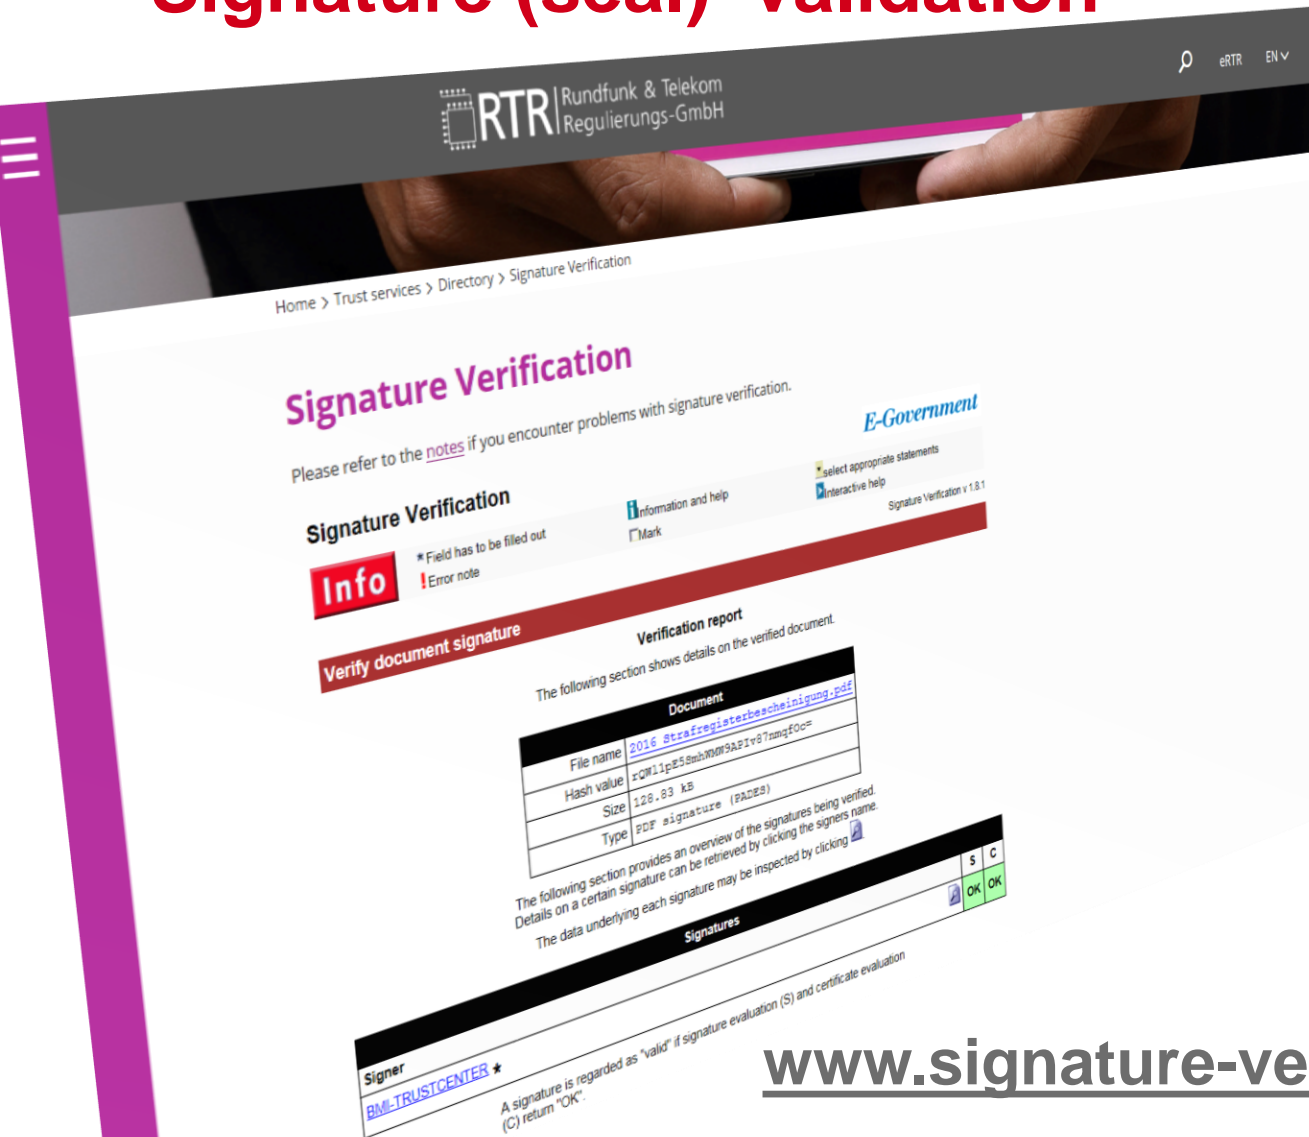 Signature (seal) validation
RTR Rundfunk & Telekom
Regulierungs-GmbH
eRTR EN
Home > Trust services > Directory > Signature Verification
Signature Verification
Please refer to the notes if you encounter problems with signature verification.
E-Government
Signature Verification
Info
* Field has to be filled out
! Error note
i Information and help
Mark
select appropriate statements
Interactive help
Signature Verification v 1.8.1
Verify document signature
Verification report
The following section shows details on the verified document.
Document
File name 2016 Strafregisterbescheinigung.pdf
Hash value
Size 128.83 kB
Type PDF signature (PADES)
The following section provides an overview of the signatures being verified.
Details on a certain signature can be retrieved by clicking the signers name.
The data underlying each signature may be inspected by clicking
Signatures
Signer S C
BMI-TRUSTCENTER * OK OK
A signature is regarded as "valid" if signature evaluation (S) and certificate evaluation
(C) return "OK".
www.signature-ve